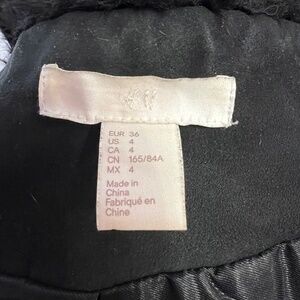 H&M
EUR 36
US 4
CA 4
CN 165/84A
MX 4
Made in
China
Fabriqué en
Chine